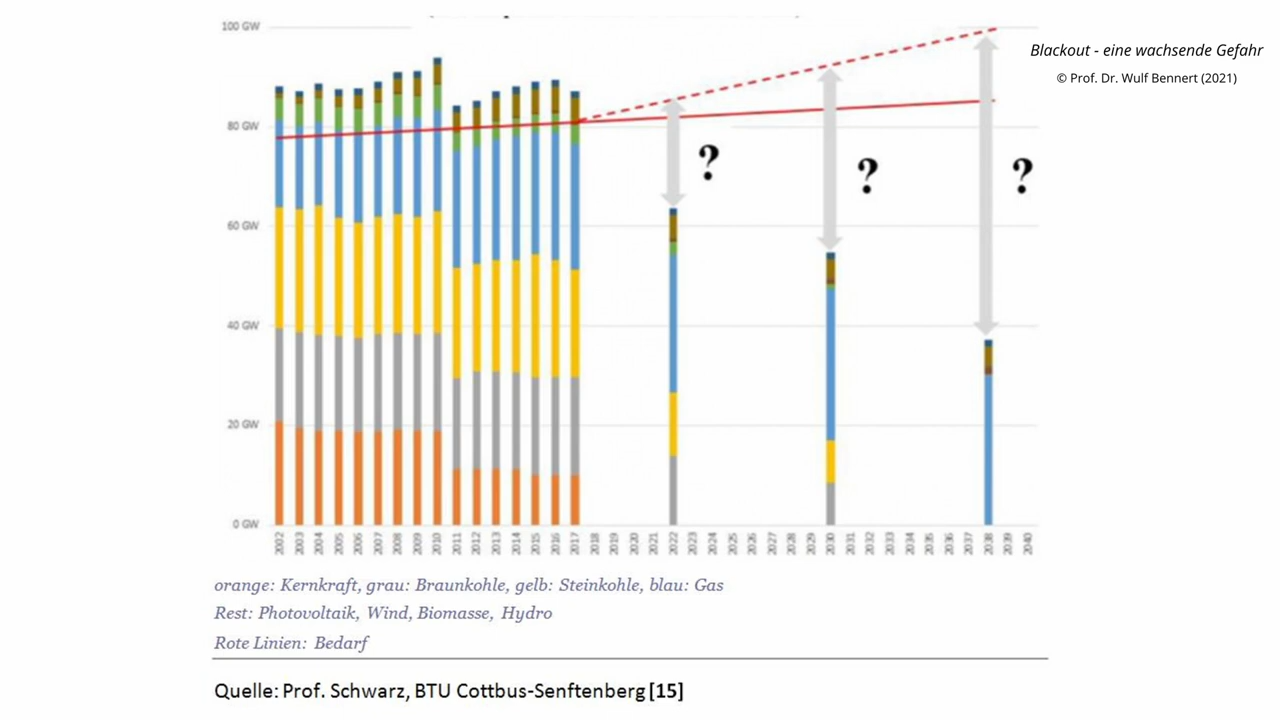 100 GW
80 GW
60 GW
40 GW
20 GW
0 GW
?
?
?
2002 2003 2004 2005 2006 2007 2008 2009 2010 2011 2012 2013 2014 2015 2016 2017 2018 2019 2020 2021 2022 2023 2024 2025 2026 2027 2028 2029 2030 2031 2032 2033 2034 2035 2036 2037 2038 2039 2040
Blackout - eine wachsende Gefahr
© Prof. Dr. Wulf Bennert (2021)
orange: Kernkraft, grau: Braunkohle, gelb: Steinkohle, blau: Gas
Rest: Photovoltaik, Wind, Biomasse, Hydro
Rote Linien: Bedarf
Quelle: Prof. Schwarz, BTU Cottbus-Senftenberg [15]